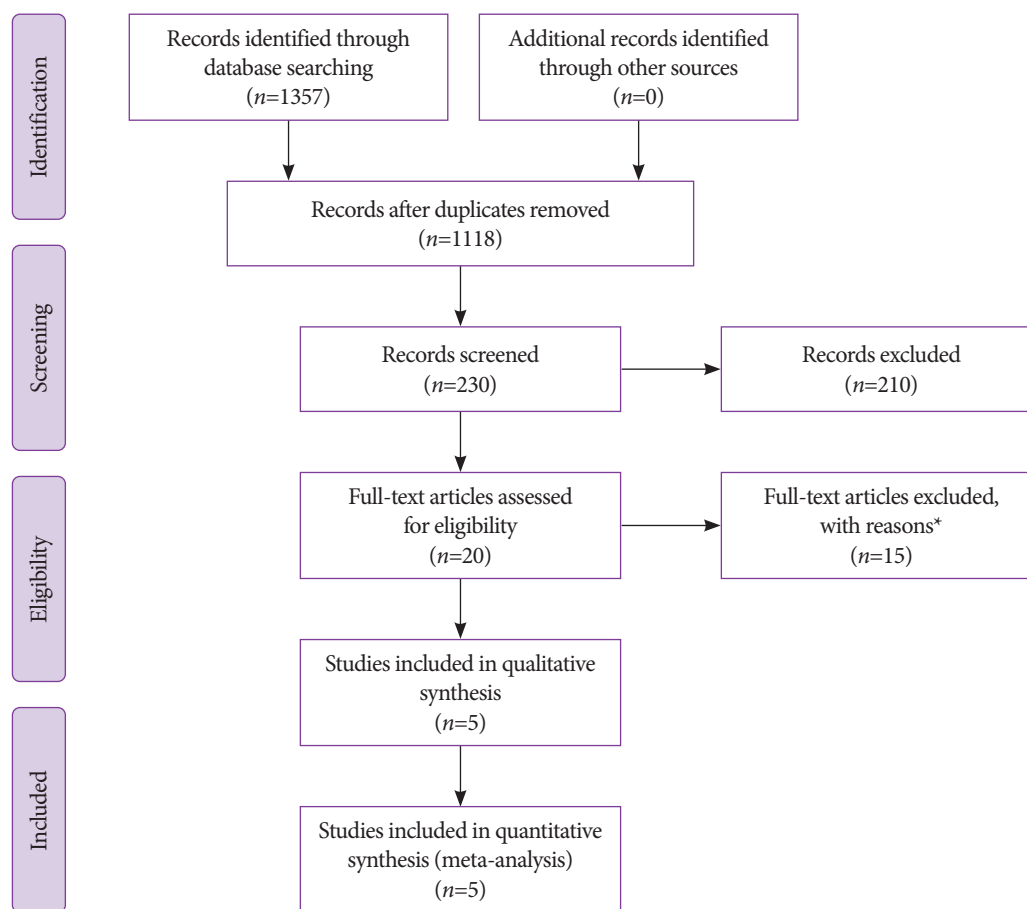 Identification
Records identified through
database searching
(n=1357)
Additional records identified
through other sources
(n=0)
Records after duplicates removed
(n=1118)
Screening
Records screened
(n=230)
Records excluded
(n=210)
Eligibility
Full-text articles assessed
for eligibility
(n=20)
Full-text articles excluded,
with reasons*
(n=15)
Studies included in qualitative
synthesis
(n=5)
Included
Studies included in quantitative
synthesis (meta-analysis)
(n=5)